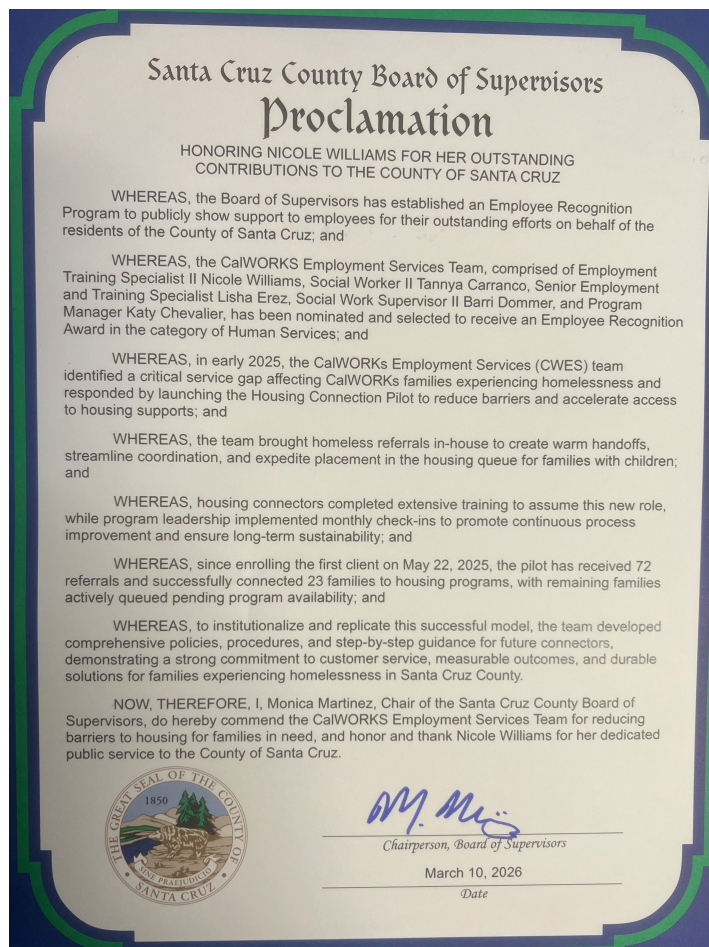 Santa Cruz County Board of Supervisors
Proclamation
HONORING NICOLE WILLIAMS FOR HER OUTSTANDING
CONTRIBUTIONS TO THE COUNTY OF SANTA CRUZ
WHEREAS, the Board of Supervisors has established an Employee Recognition
Program to publicly show support to employees for their outstanding efforts on behalf of the
residents of the County of Santa Cruz; and
WHEREAS, the CalWORKS Employment Services Team, comprised of Employment
Training Specialist II Nicole Williams, Social Worker II Tannya Carranco, Senior Employment
and Training Specialist Lisha Erez, Social Work Supervisor II Barri Dommer, and Program
Manager Katy Chevalier, has been nominated and selected to receive an Employee Recognition
Award in the category of Human Services; and
WHEREAS, in early 2025, the CalWORKs Employment Services (CWES) team
identified a critical service gap affecting CalWORKs families experiencing homelessness and
responded by launching the Housing Connection Pilot to reduce barriers and accelerate access
to housing supports; and
WHEREAS, the team brought homeless referrals in-house to create warm handoffs,
streamline coordination, and expedite placement in the housing queue for families with children;
and
WHEREAS, housing connectors completed extensive training to assume this new role,
while program leadership implemented monthly check-ins to promote continuous process
improvement and ensure long-term sustainability; and
WHEREAS, since enrolling the first client on May 22, 2025, the pilot has received 72
referrals and successfully connected 23 families to housing programs, with remaining families
actively queued pending program availability; and
WHEREAS, to institutionalize and replicate this successful model, the team developed
comprehensive policies, procedures, and step-by-step guidance for future connectors,
demonstrating a strong commitment to customer service, measurable outcomes, and durable
solutions for families experiencing homelessness in Santa Cruz County.
NOW, THEREFORE, I, Monica Martinez, Chair of the Santa Cruz County Board of
Supervisors, do hereby commend the CalWORKS Employment Services Team for reducing
barriers to housing for families in need, and honor and thank Nicole Williams for her dedicated
public service to the County of Santa Cruz.
THE GREAT SEAL OF THE COUNTY OF
1850
SINE PRAEJUDICIO
SANTA CRUZ
Chairperson, Board of Supervisors
March 10, 2026
Date